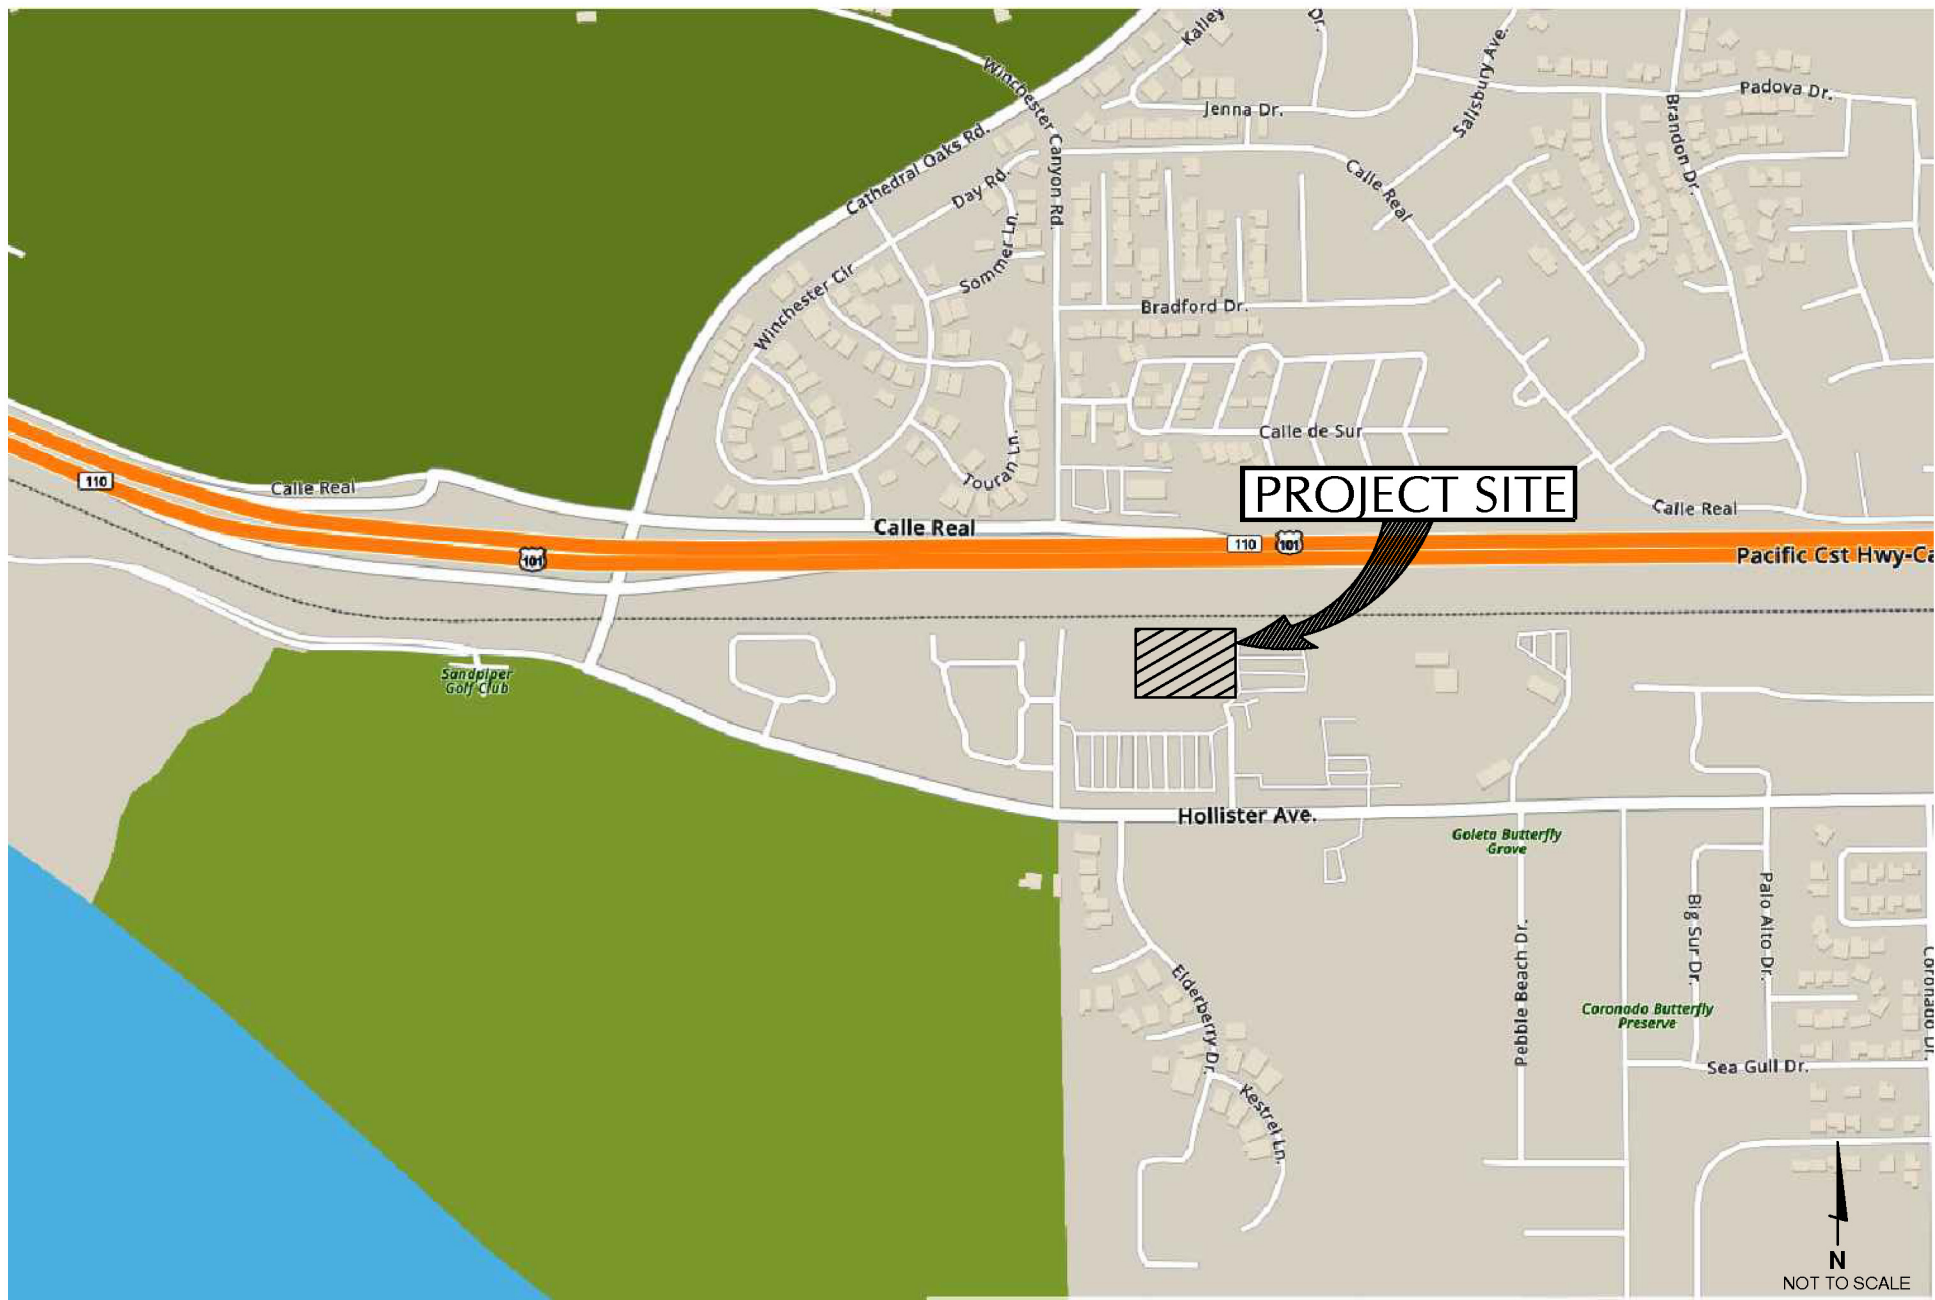 Kalley
Dr.
Salisbury Ave.
Winchester Canyon Rd.
Padova Dr.
Jenna Dr.
Brandon Dr.
Cathedral Oaks Rd.
Day Rd.
Calle Real
Sommer Ln.
Winchester Cir
Bradford Dr.
Calle de Sur
Touran Ln.
110
Calle Real
PROJECT SITE
Calle Real
Calle Real
101
110
101
Pacific Cst Hwy-Ca
Sandpiper
Golf Club
Hollister Ave.
Goleta Butterfly
Grove
Palo Alto Dr.
Big Sur Dr.
Pebble Beach Dr.
Coronado Dr.
Elderberry Dr.
Coronado Butterfly
Preserve
Sea Gull Dr.
Kestrel Ln.
N
NOT TO SCALE